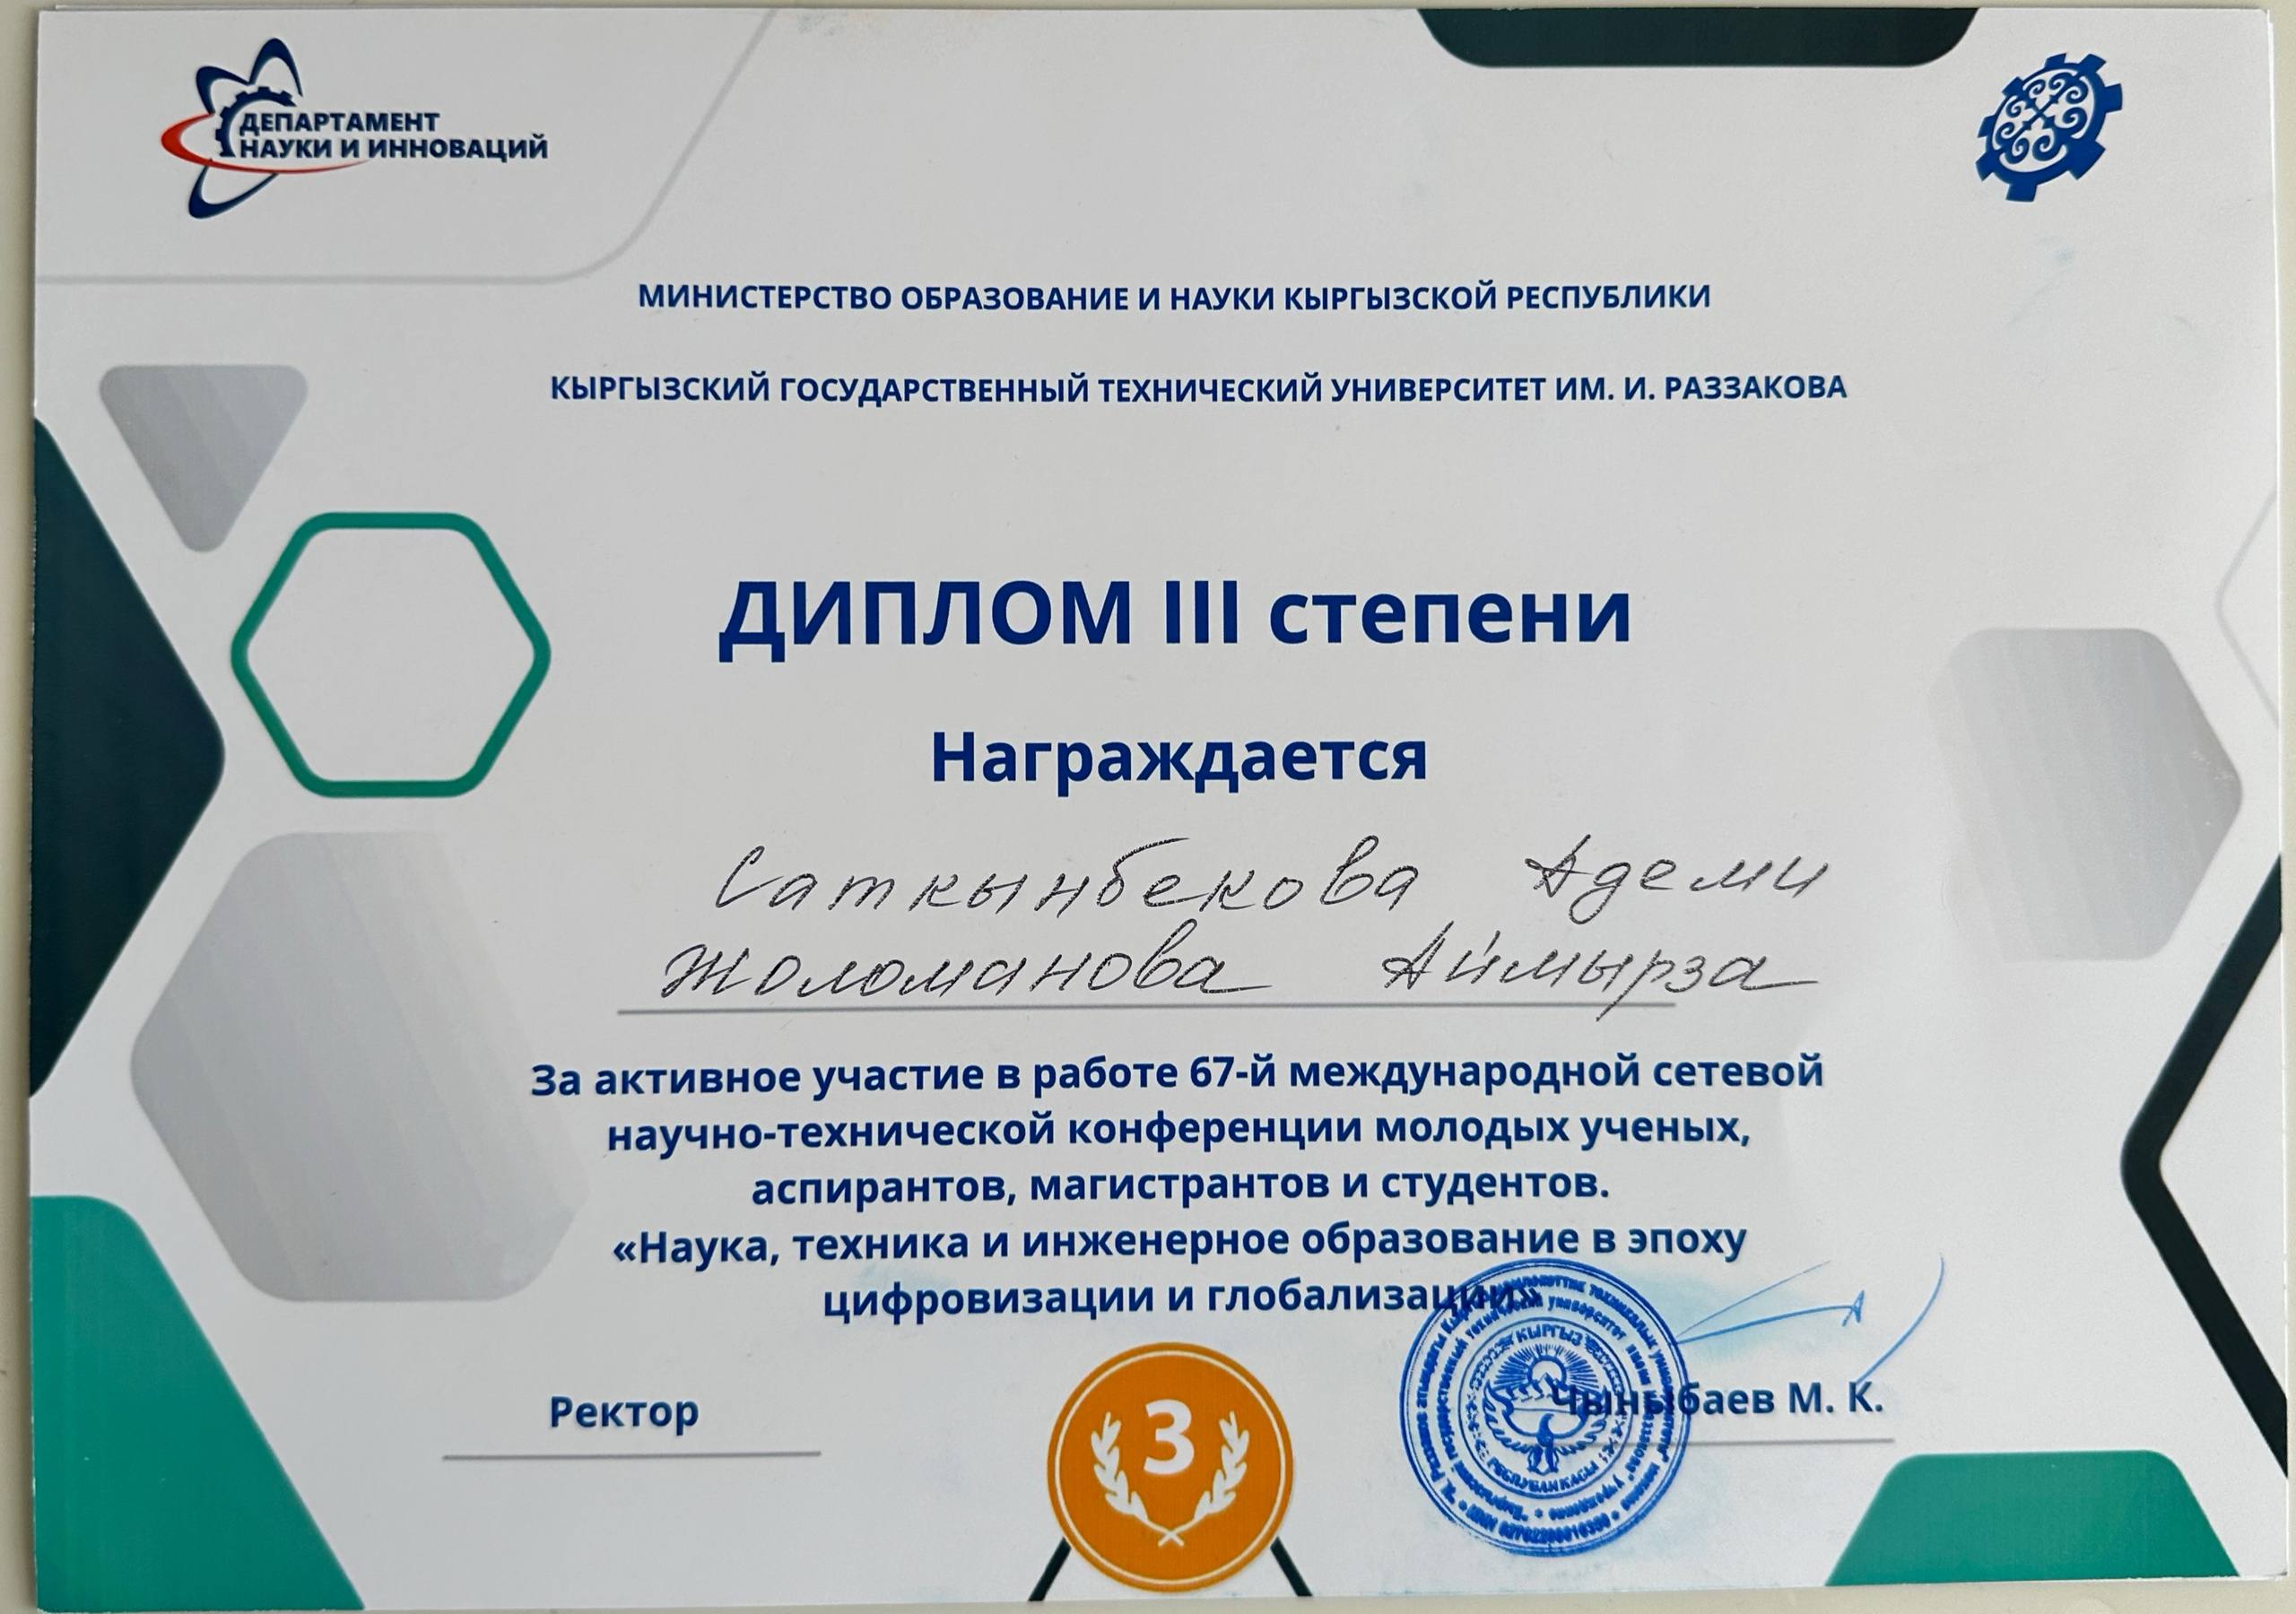 ДЕПАРТАМЕНТ
НАУКИ И ИННОВАЦИЙ
МИНИСТЕРСТВО ОБРАЗОВАНИЕ И НАУКИ КЫРГЫЗСКОЙ РЕСПУБЛИКИ
КЫРГЫЗСКИЙ ГОСУДАРСТВЕННЫЙ ТЕХНИЧЕСКИЙ УНИВЕРСИТЕТ ИМ. И. РАЗЗАКОВА
ДИПЛОМ III степени
Награждается
Саткынбекова Адеми
Жоломанова Аймырза
За активное участие в работе 67-й международной сетевой
научно-технической конференции молодых ученых,
аспирантов, магистрантов и студентов.
«Наука, техника и инженерное образование в эпоху
цифровизации и глобализации»
Ректор
3
Чыныбаев М. К.
КЫРГЫЗ
РЕСПУБЛИКАСЫ